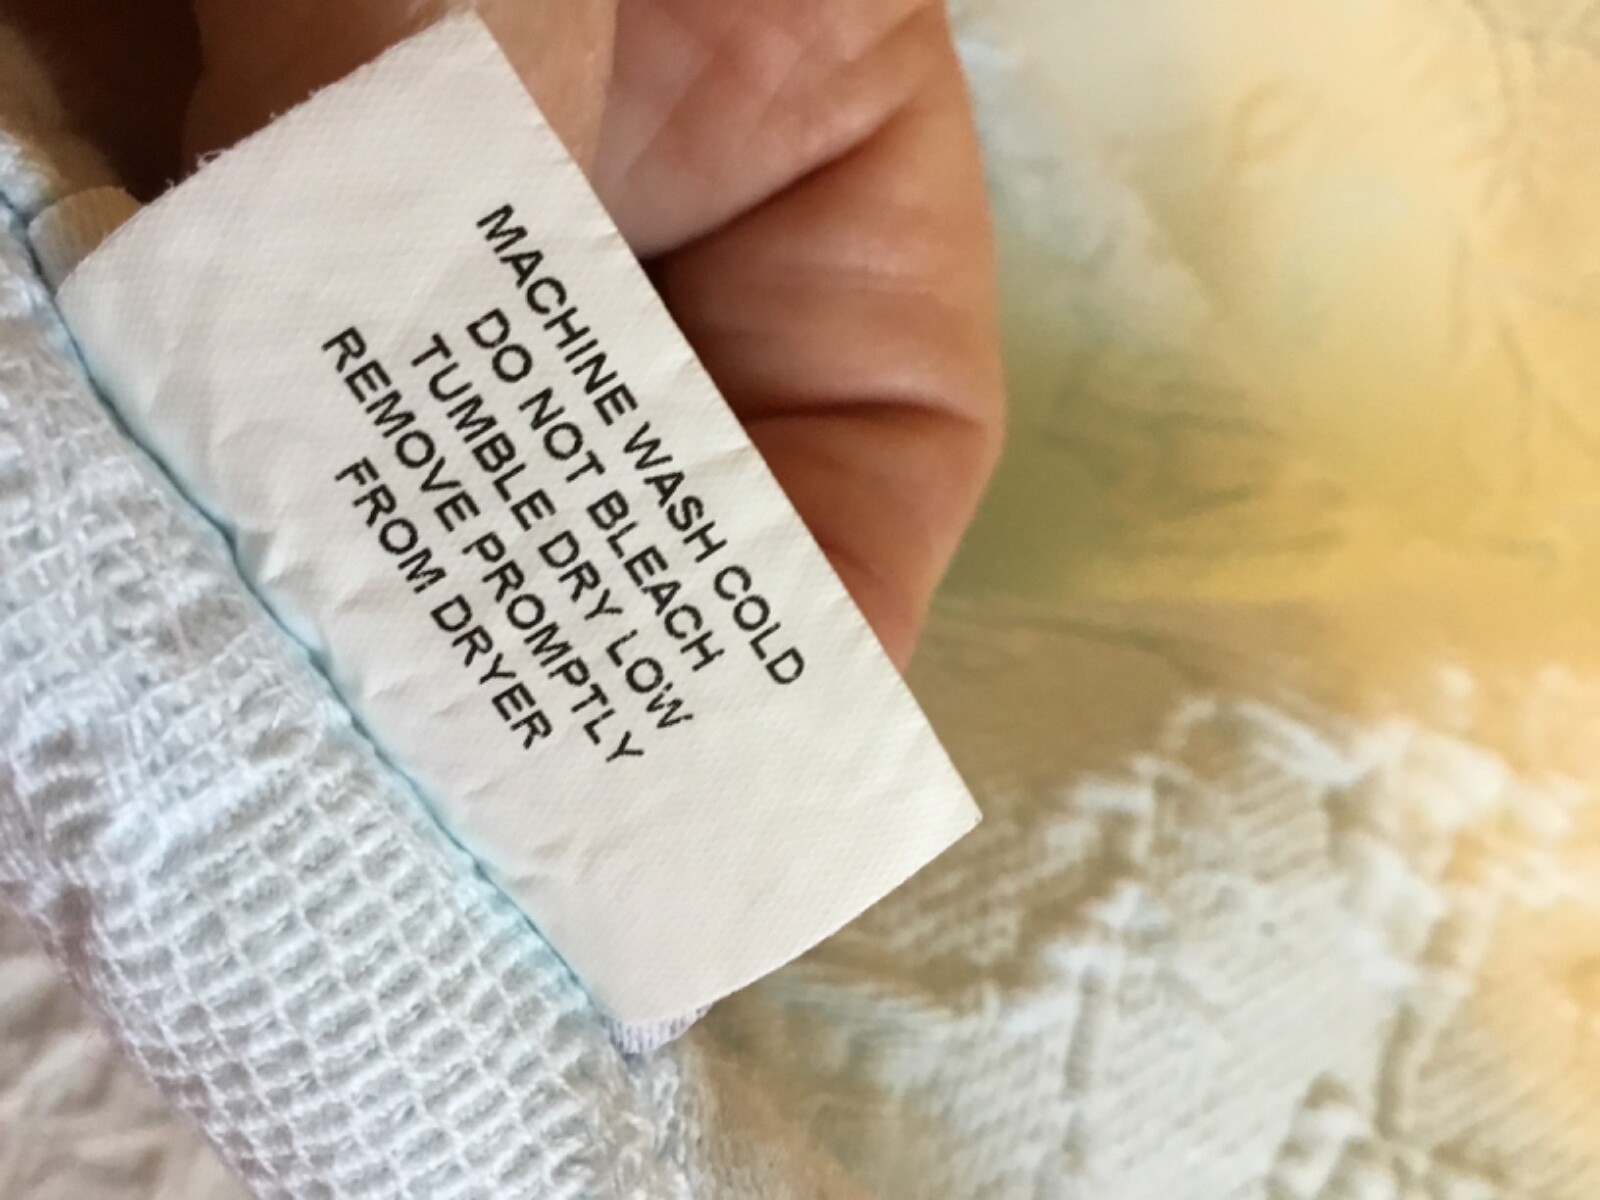 MACHINE WASH COLD
DO NOT BLEACH
TUMBLE DRY LOW
REMOVE PROMPTLY
FROM DRYER